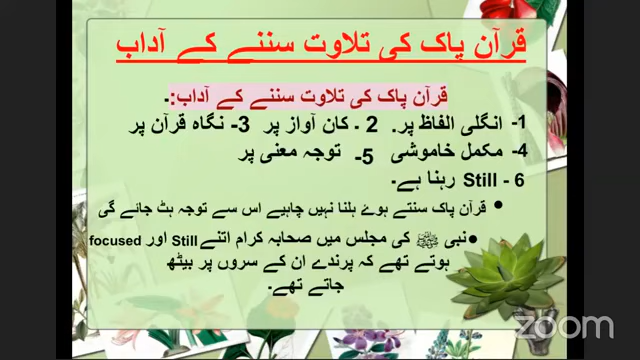 قرآن پاک کی تلاوت سننے کے آداب
قرآن پاک کی تلاوت سننے کے آداب:۔
1- انگلی الفاظ پر. 2 . کان آواز پر 3- نگاہ قرآن پر
4- مکمل خاموشی 5- توجہ معنی پر
6 - Still رہنا ہے۔
● قرآن پاک سنتے ہوۓ ہلنا نہیں چاہیے اس سے توجہ ہٹ جائے گی
●نبی ﷺ کی مجلس میں صحابہ کرام اتنے Still اور focused
ہوتے تھے کہ پرندے ان کے سروں پر بیٹھ
جاتے تھے۔
zoom